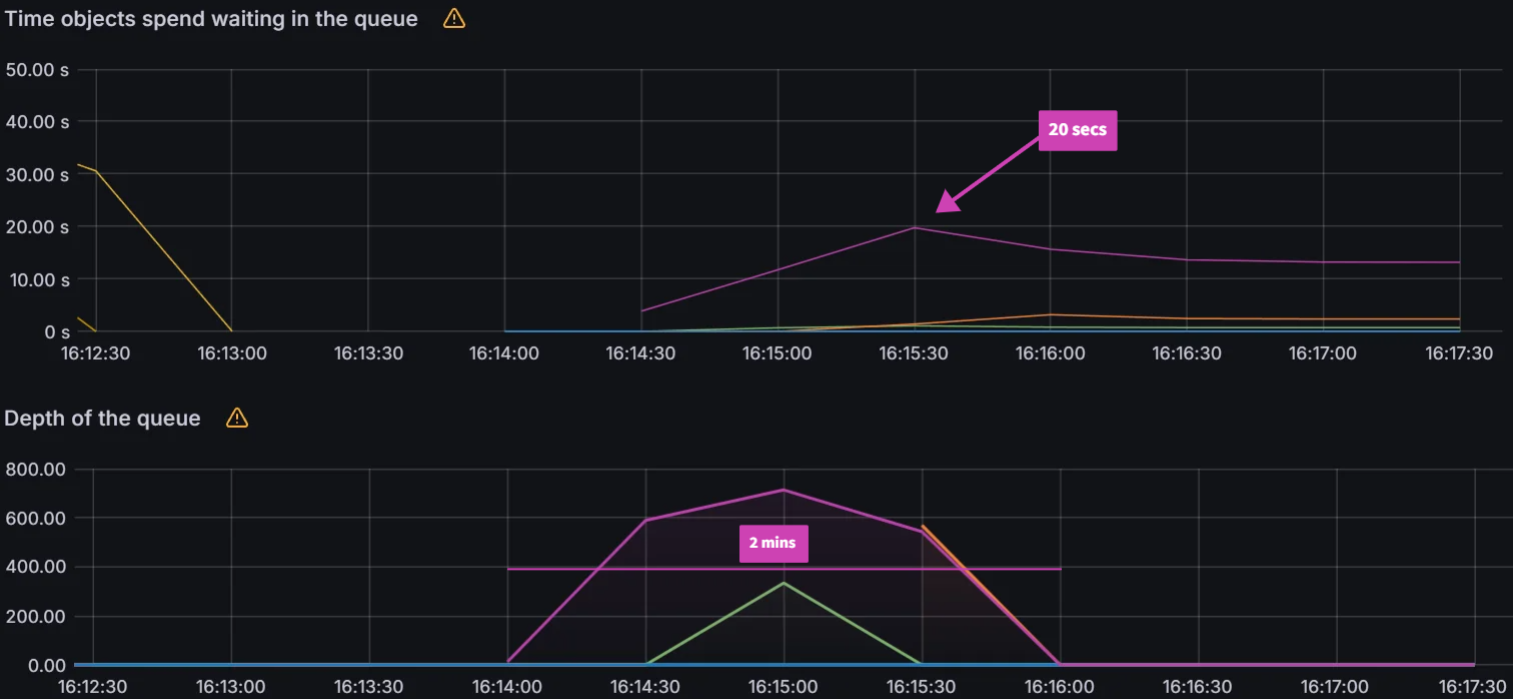 Time objects spend waiting in the queue
50.00 s
40.00 s
20 secs
30.00 s
20.00 s
10.00 s
0 s
16:12:30 16:13:00 16:13:30 16:14:00 16:14:30 16:15:00 16:15:30 16:16:00 16:16:30 16:17:00 16:17:30
Depth of the queue
800.00
600.00
2 mins
400.00
200.00
0.00
16:12:30 16:13:00 16:13:30 16:14:00 16:14:30 16:15:00 16:15:30 16:16:00 16:16:30 16:17:00 16:17:30